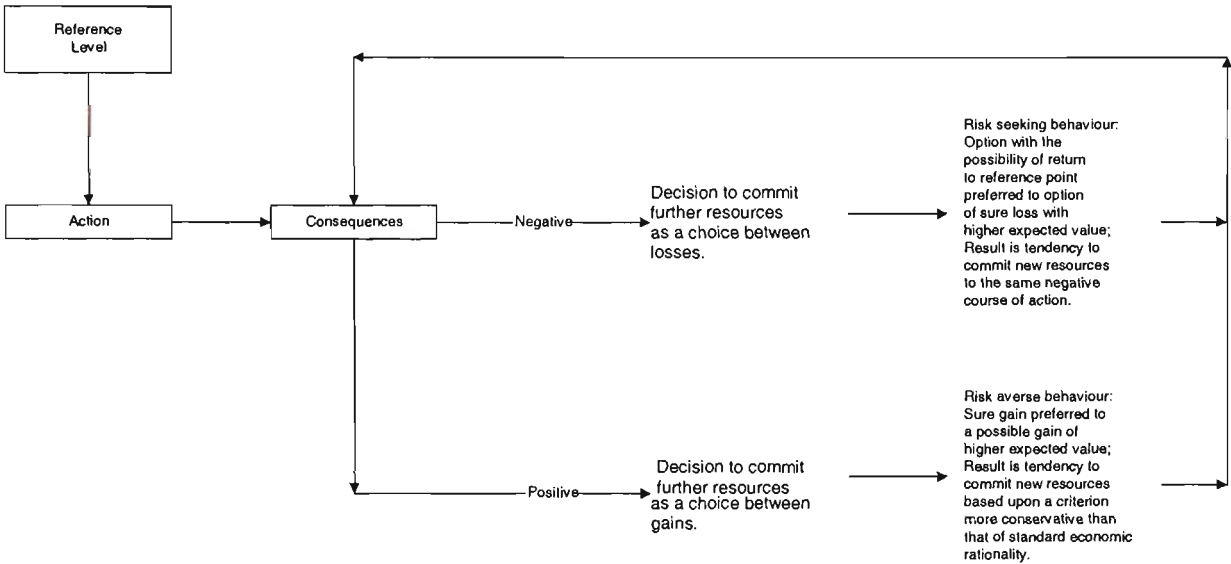 Reference
Level
Action
Consequences
Negative
Decision to commit
further resources
as a choice between
losses.
Risk seeking behaviour:
Option with the
possibility of return
to reference point
preferred to option
of sure loss with
higher expected value;
Result is tendency to
commit new resources
to the same negative
course of action.
Positive
Decision to commit
further resources
as a choice between
gains.
Risk averse behaviour:
Sure gain preferred to
a possible gain of
higher expected value;
Result is tendency to
commit new resources
based upon a criterion
more conservative than
that of standard economic
rationality.